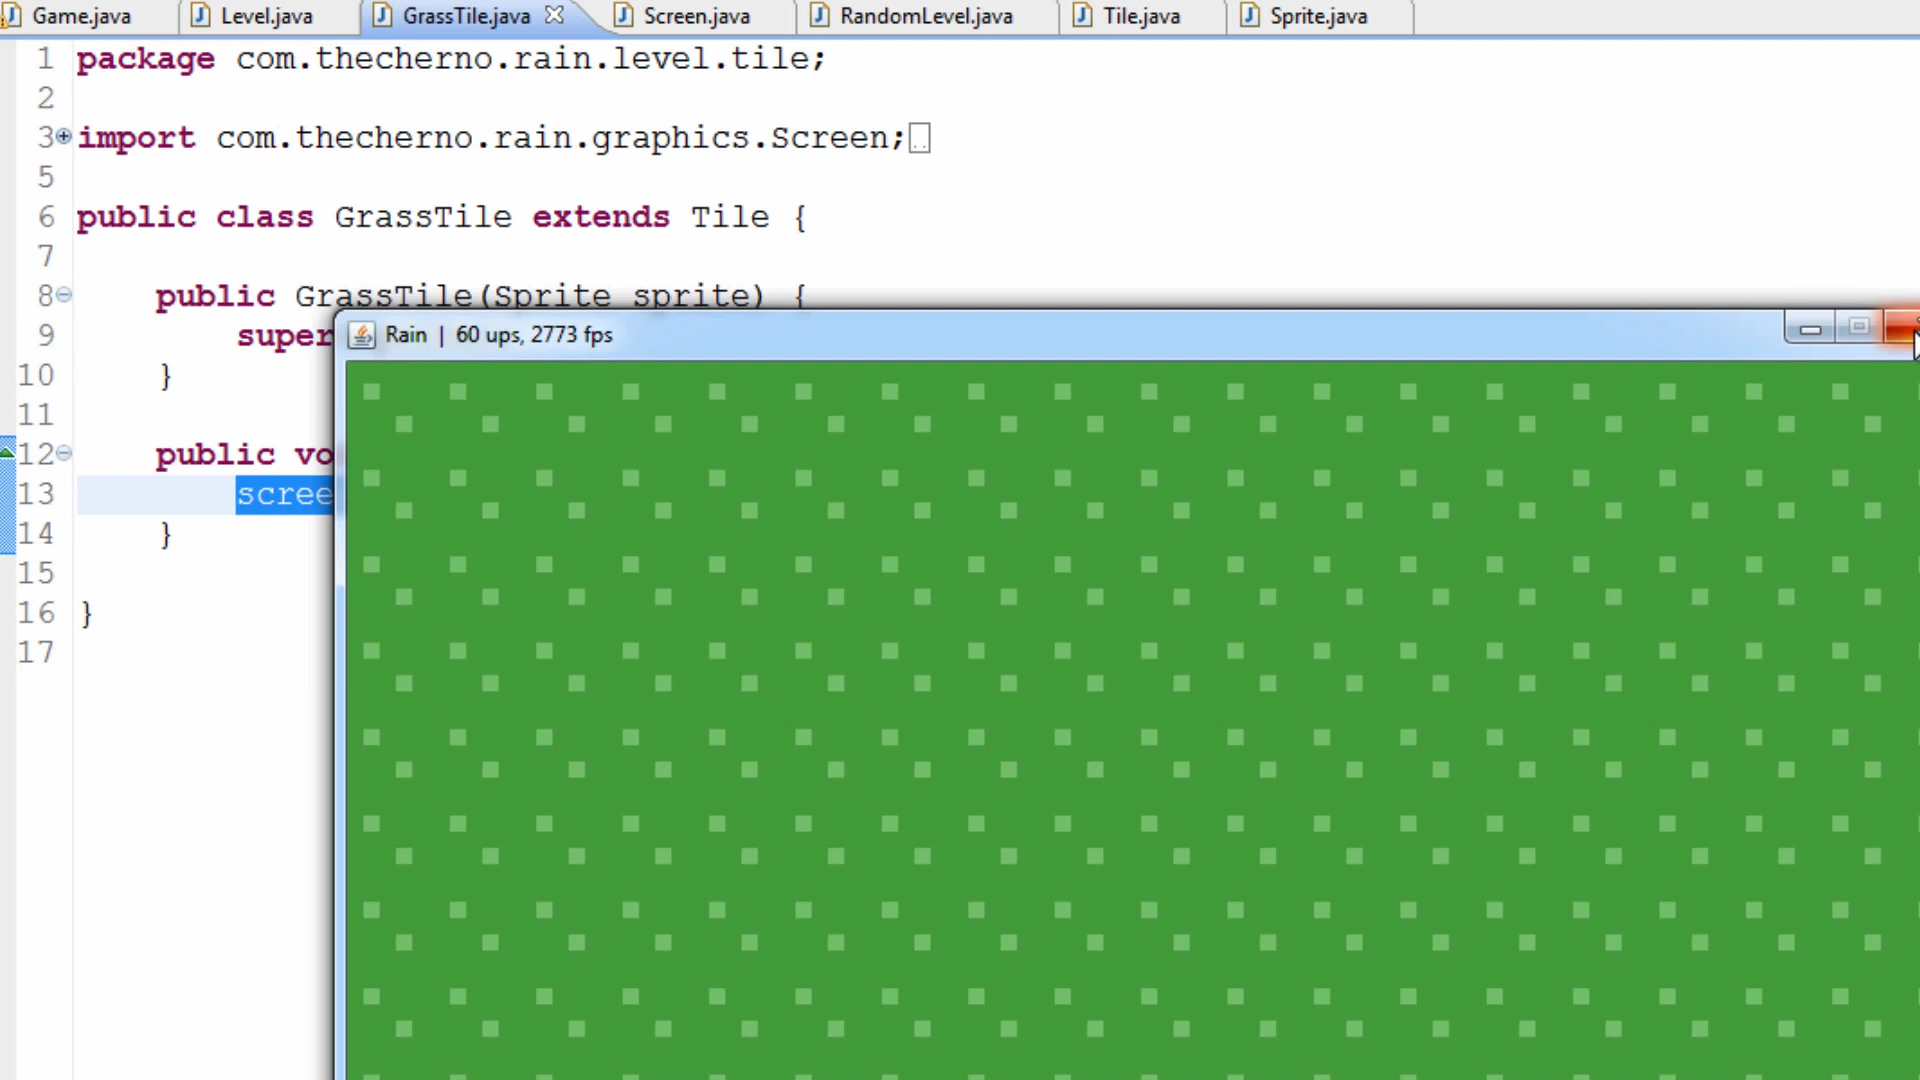 Game.java Level.java GrassTile.java Screen.java RandomLevel.java Tile.java Sprite.java
1 package com.thecherno.rain.level.tile;
2
3 import com.thecherno.rain.graphics.Screen;
5
6 public class GrassTile extends Tile {
7
8 public GrassTile(Sprite sprite) {
9 super
Rain | 60 ups, 2773 fps
10 }
11
12 public vo
13 scree
14 }
15
16 }
17